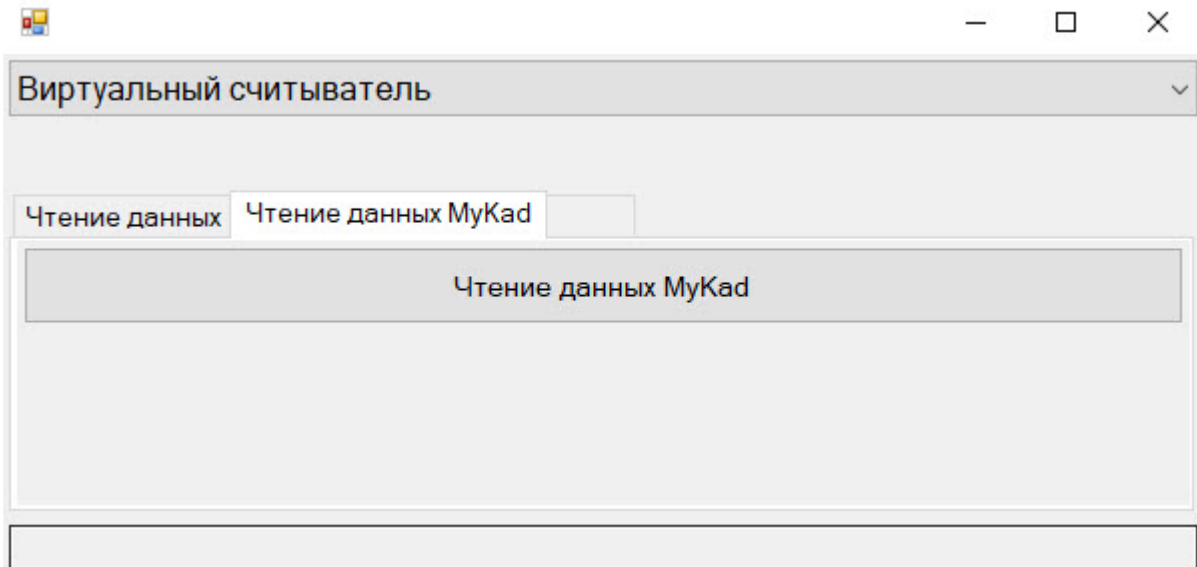 Виртуальный считыватель
Чтение данных Чтение данных MyKad
Чтение данных MyKad